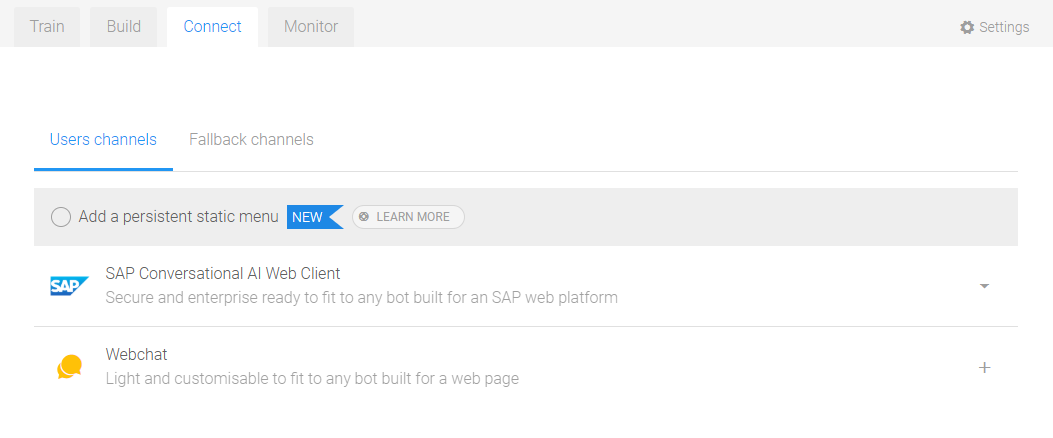 Train Build Connect Monitor Settings
Users channels Fallback channels
Add a persistent static menu NEW LEARN MORE
SAP SAP Conversational AI Web Client
Secure and enterprise ready to fit to any bot built for an SAP web platform
Webchat
Light and customisable to fit to any bot built for a web page